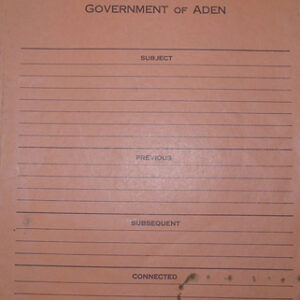 GOVERNMENT OF ADEN
SUBJECT
PREVIOUS
SUBSEQUENT
CONNECTED